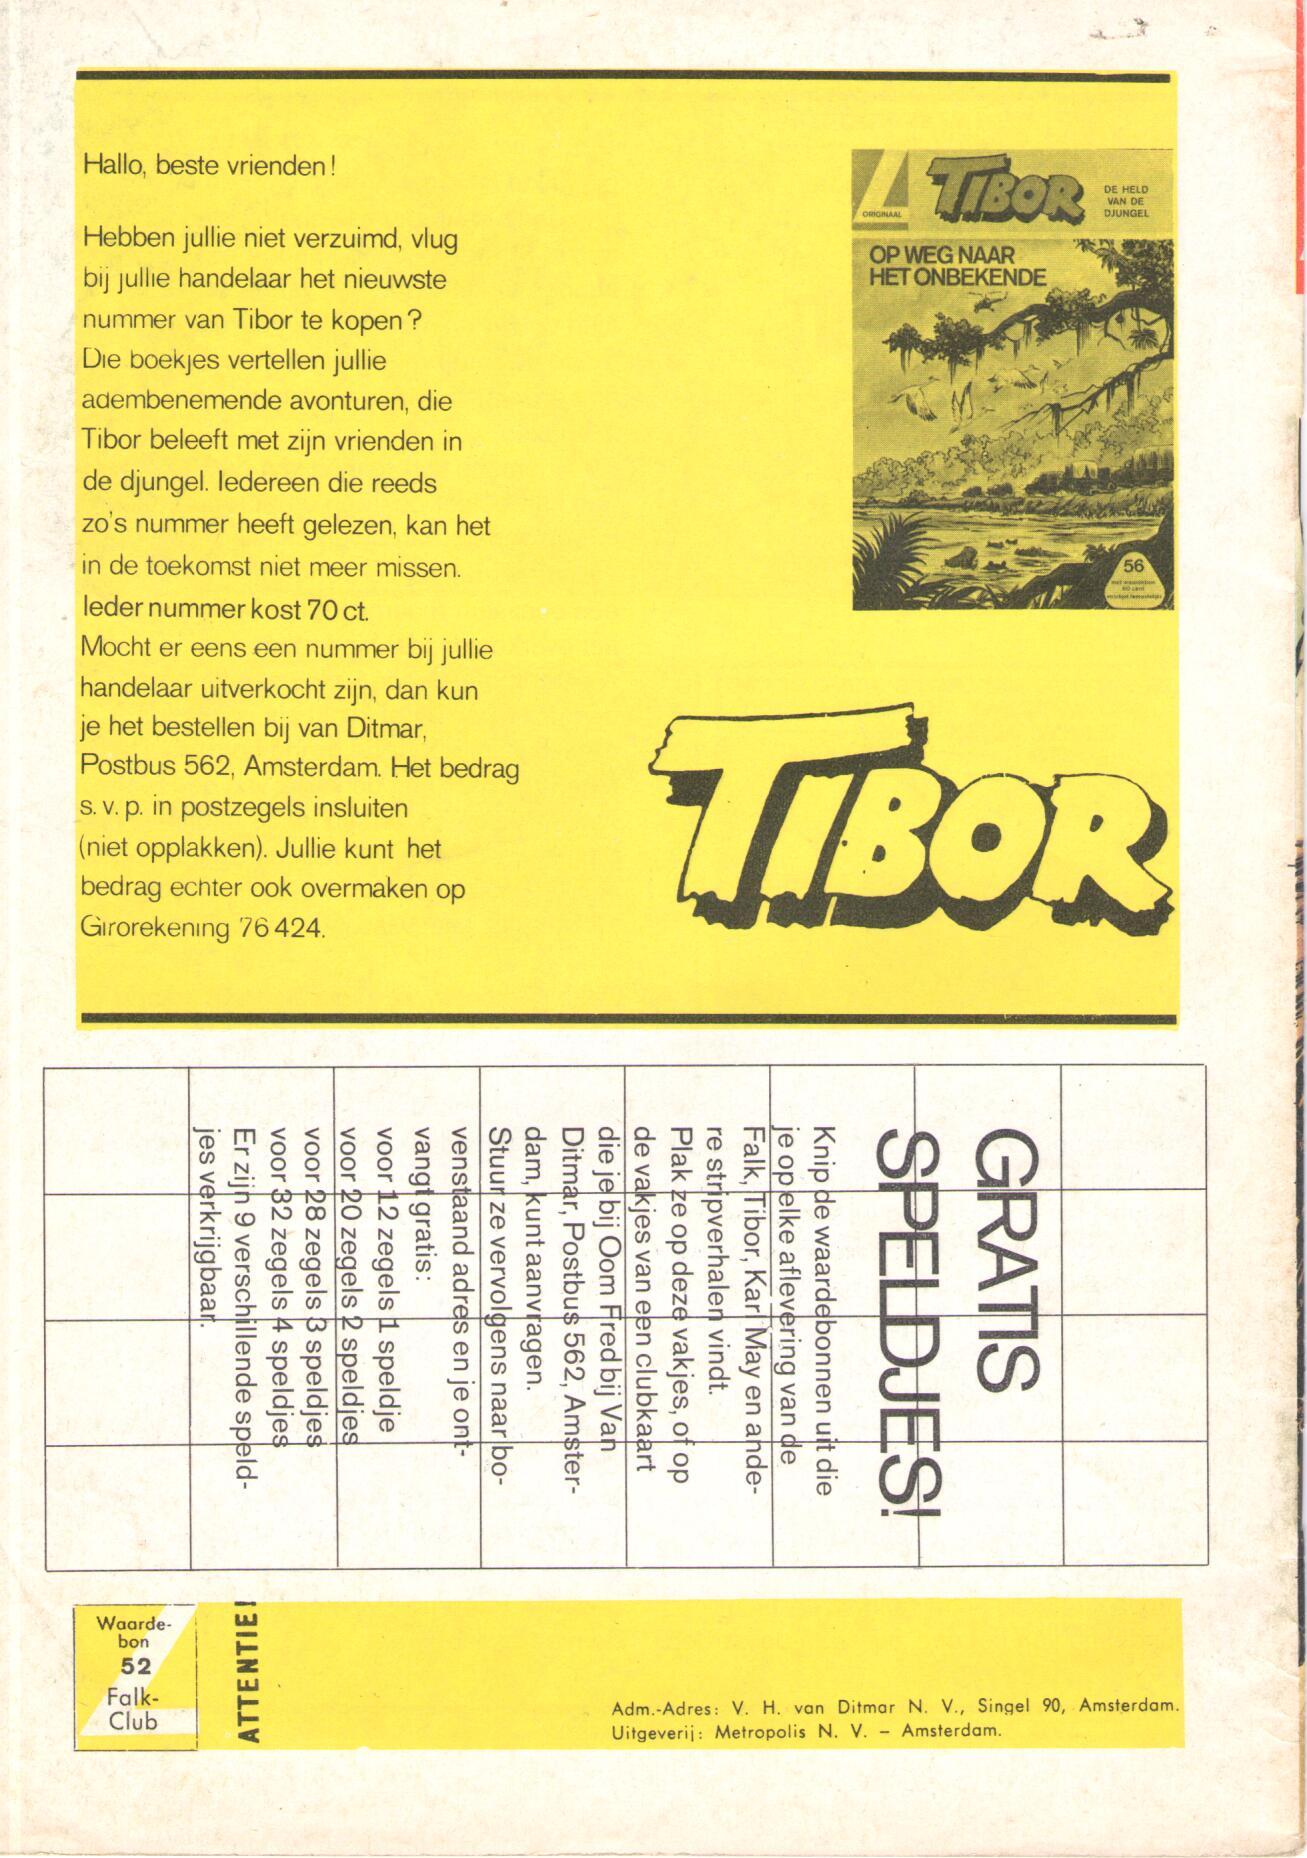 Hallo, beste vrienden!
Hebben jullie niet verzuimd, vlug
bij jullie handelaar het nieuwste
nummer van Tibor te kopen?
Die boekjes vertellen jullie
adembenemende avonturen, die
Tibor beleeft met zijn vrienden in
de djungel. Iedereen die reeds
zo's nummer heeft gelezen, kan het
in de toekomst niet meer missen.
Ieder nummer kost 70 ct.
Mocht er eens een nummer bij jullie
handelaar uitverkocht zijn, dan kun
je het bestellen bij van Ditmar,
Postbus 562, Amsterdam. Het bedrag
s. v. p. in postzegels insluiten
(niet opplakken). Jullie kunt het
bedrag echter ook overmaken op
Girorekening 76 424.
ORIGINAAL
TIBOR
DE HELD
VAN DE
DJUNGEL
OP WEG NAAR
HET ONBEKENDE
56
TIBOR
GRATIS
SPELDJES!
Knip de waardebonnen uit die
je op elke aflevering van de
Falk, Tibor, Karl May en ande-
re stripverhalen vindt.
Plak ze op deze vakjes, of op
de vakjes van een clubkaart
die je bij Oom Fred bij Van
Ditmar, Postbus 562, Amster-
dam, kunt aanvragen.
Stuur ze vervolgens naar bo-
venstaand adres en je ont-
vangt gratis:
voor 12 zegels 1 speldje
voor 20 zegels 2 speldjes
voor 28 zegels 3 speldjes
voor 32 zegels 4 speldjes
Er zijn 9 verschillende speld-
jes verkrijgbaar.
Waarde-
bon
52
Falk-
Club
ATTENTIE!
Adm.-Adres: V. H. van Ditmar N. V., Singel 90, Amsterdam.
Uitgeverij: Metropolis N. V. – Amsterdam.